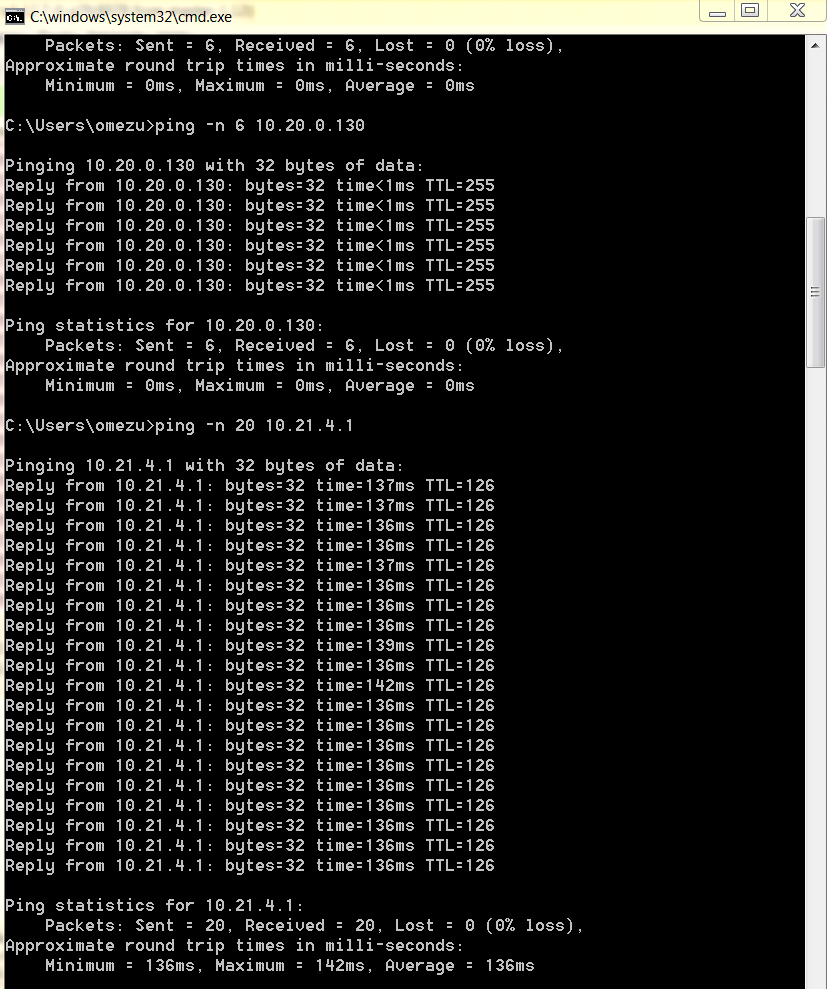 C:\windows\system32\cmd.exe
Packets: Sent = 6, Received = 6, Lost = 0 (0% loss),
Approximate round trip times in milli-seconds:
Minimum = 0ms, Maximum = 0ms, Average = 0ms
C:\Users\omezu>ping -n 6 10.20.0.130
Pinging 10.20.0.130 with 32 bytes of data:
Reply from 10.20.0.130: bytes=32 time<1ms TTL=255
Reply from 10.20.0.130: bytes=32 time<1ms TTL=255
Reply from 10.20.0.130: bytes=32 time<1ms TTL=255
Reply from 10.20.0.130: bytes=32 time<1ms TTL=255
Reply from 10.20.0.130: bytes=32 time<1ms TTL=255
Reply from 10.20.0.130: bytes=32 time<1ms TTL=255
Ping statistics for 10.20.0.130:
Packets: Sent = 6, Received = 6, Lost = 0 (0% loss),
Approximate round trip times in milli-seconds:
Minimum = 0ms, Maximum = 0ms, Average = 0ms
C:\Users\omezu>ping -n 20 10.21.4.1
Pinging 10.21.4.1 with 32 bytes of data:
Reply from 10.21.4.1: bytes=32 time=137ms TTL=126
Reply from 10.21.4.1: bytes=32 time=137ms TTL=126
Reply from 10.21.4.1: bytes=32 time=136ms TTL=126
Reply from 10.21.4.1: bytes=32 time=136ms TTL=126
Reply from 10.21.4.1: bytes=32 time=137ms TTL=126
Reply from 10.21.4.1: bytes=32 time=136ms TTL=126
Reply from 10.21.4.1: bytes=32 time=136ms TTL=126
Reply from 10.21.4.1: bytes=32 time=136ms TTL=126
Reply from 10.21.4.1: bytes=32 time=139ms TTL=126
Reply from 10.21.4.1: bytes=32 time=136ms TTL=126
Reply from 10.21.4.1: bytes=32 time=142ms TTL=126
Reply from 10.21.4.1: bytes=32 time=136ms TTL=126
Reply from 10.21.4.1: bytes=32 time=136ms TTL=126
Reply from 10.21.4.1: bytes=32 time=136ms TTL=126
Reply from 10.21.4.1: bytes=32 time=136ms TTL=126
Reply from 10.21.4.1: bytes=32 time=136ms TTL=126
Reply from 10.21.4.1: bytes=32 time=136ms TTL=126
Reply from 10.21.4.1: bytes=32 time=136ms TTL=126
Reply from 10.21.4.1: bytes=32 time=136ms TTL=126
Reply from 10.21.4.1: bytes=32 time=136ms TTL=126
Ping statistics for 10.21.4.1:
Packets: Sent = 20, Received = 20, Lost = 0 (0% loss),
Approximate round trip times in milli-seconds:
Minimum = 136ms, Maximum = 142ms, Average = 136ms